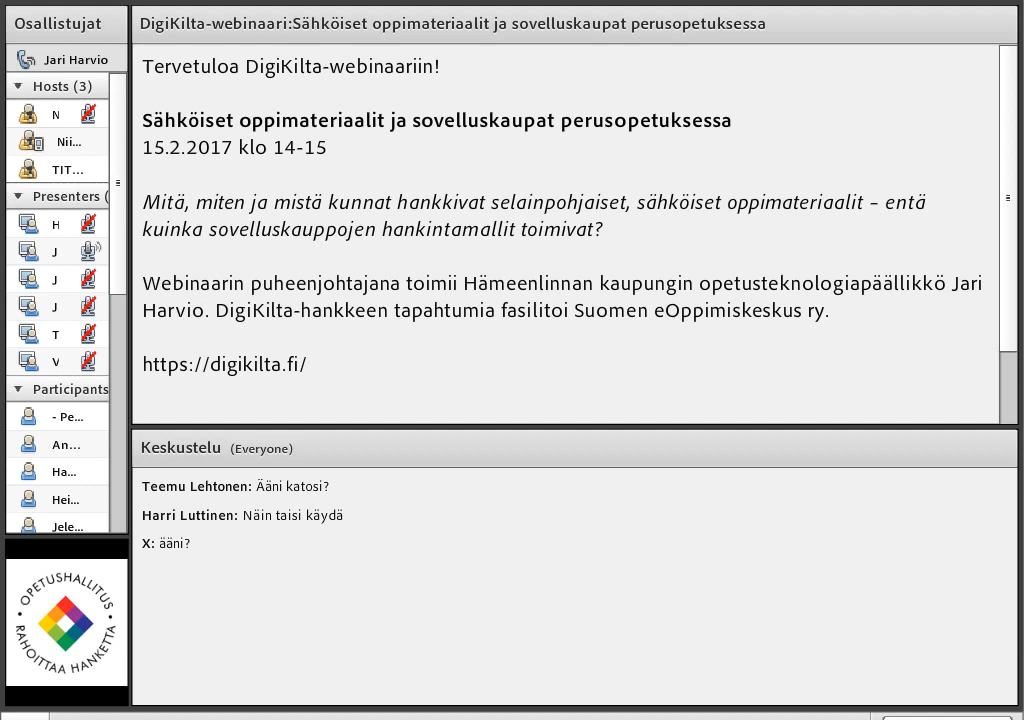 Osallistujat
Jari Harvio
Hosts (3)
N
Nii...
TIT...
Presenters (
H
J
J
J
T
V
Participants
- Pe...
An...
Ha...
Hei...
Jele...
• OPETUSHALLITUS •
RAHOITTAA HANKETTA
DigiKilta-webinaari:Sähköiset oppimateriaalit ja sovelluskaupat perusopetuksessa
Tervetuloa DigiKilta-webinaariin!
Sähköiset oppimateriaalit ja sovelluskaupat perusopetuksessa
15.2.2017 klo 14-15
Mitä, miten ja mistä kunnat hankkivat selainpohjaiset, sähköiset oppimateriaalit – entä
kuinka sovelluskauppojen hankintamallit toimivat?
Webinaarin puheenjohtajana toimii Hämeenlinnan kaupungin opetusteknologiapäällikkö Jari
Harvio. DigiKilta-hankkeen tapahtumia fasilitoi Suomen eOppimiskeskus ry.
https://digikilta.fi/
Keskustelu (Everyone)
Teemu Lehtonen: Ääni katosi?
Harri Luttinen: Näin taisi käydä
X: ääni?